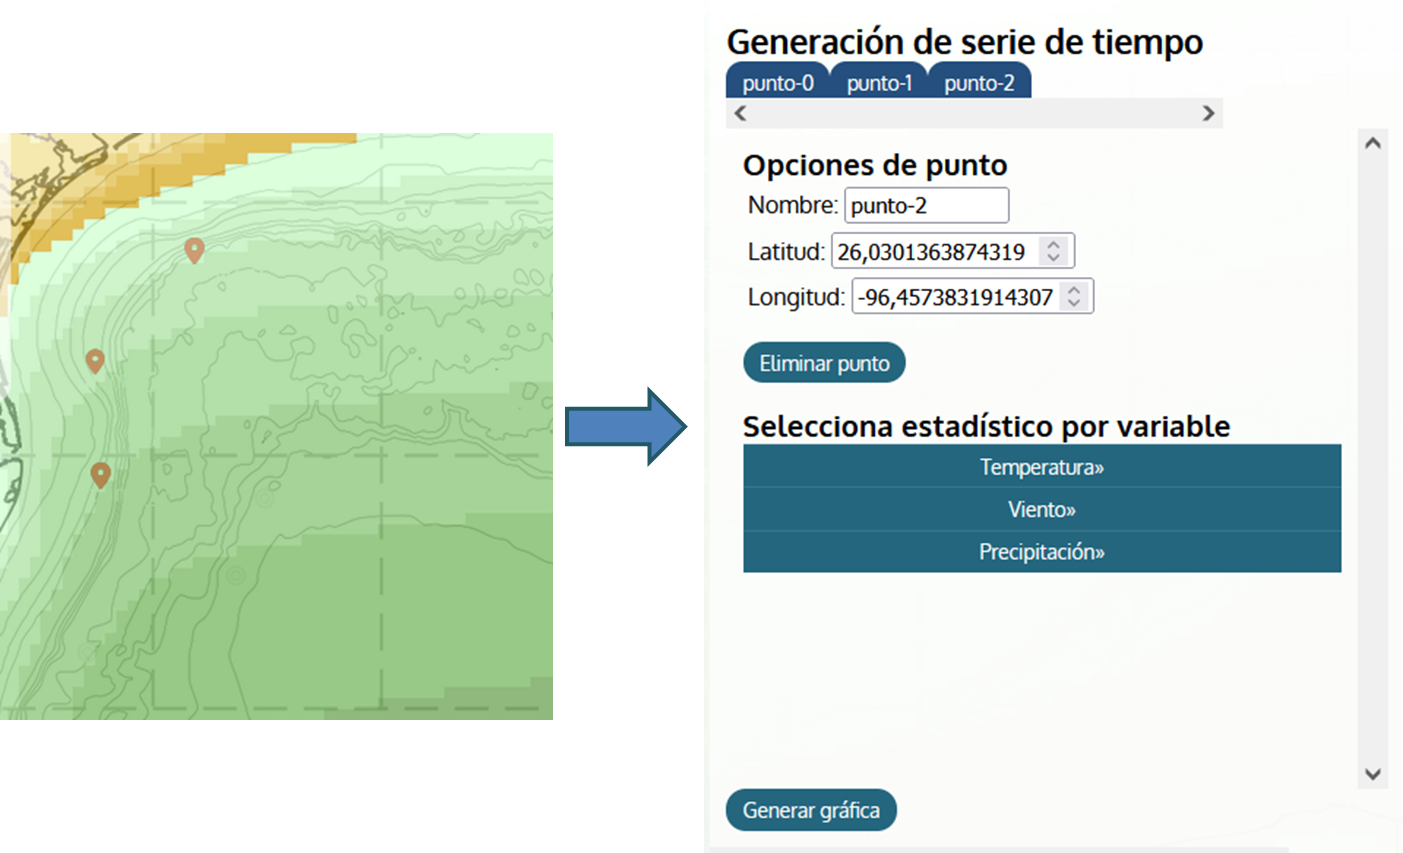 Generación de serie de tiempo
punto-0 punto-1 punto-2
Opciones de punto
Nombre: punto-2
Latitud: 26,0301363874319
Longitud: -96,4573831914307
Eliminar punto
Selecciona estadístico por variable
Temperatura»
Viento»
Precipitación»
Generar gráfica